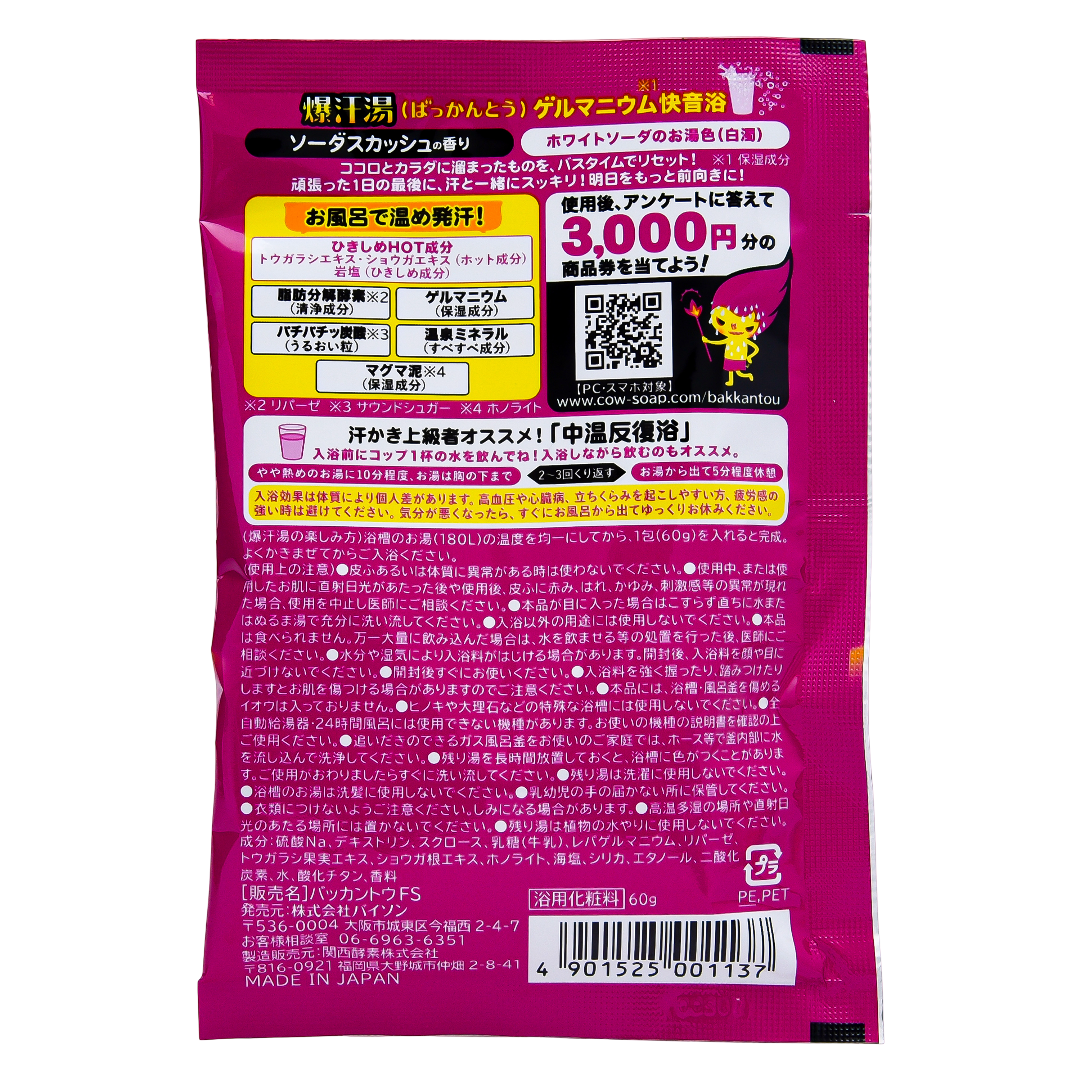 爆汗湯(ばっかんとう)ゲルマニウム※1快音浴
ソーダスカッシュの香り
ホワイトソーダのお湯色(白濁)
ココロとカラダに溜まったものを、バスタイムでリセット! ※1 保湿成分
頑張った1日の最後に、汗と一緒にスッキリ!明日をもっと前向きに!
お風呂で温め発汗!
ひきしめHOT成分
トウガラシエキス・ショウガエキス(ホット成分)
岩塩(ひきしめ成分)
脂肪分解酵素※2
(清浄成分)
ゲルマニウム
(保湿成分)
パチパチッ炭酸※3
(うるおい粒)
温泉ミネラル
(すべすべ成分)
マグマ泥※4
(保湿成分)
※2 リパーゼ ※3 サウンドシュガー ※4 ホノライト
使用後、アンケートに答えて
3,000円分の
商品券を当てよう!
【PC・スマホ対象】
www.cow-soap.com/bakkantou
汗かき上級者オススメ!「中温反復浴」
入浴前にコップ1杯の水を飲んでね!入浴しながら飲むのもオススメ。
やや熱めのお湯に10分程度、お湯は胸の下まで
2~3回くり返す
お湯から出て5分程度休憩
入浴効果は体質により個人差があります。高血圧や心臓病、立ちくらみを起こしやすい方、疲労感の
強い時は避けてください。気分が悪くなったら、すぐにお風呂から出てゆっくりお休みください。
(爆汗湯の楽しみ方)浴槽のお湯(180L)の温度を均一にしてから、1包(60g)を入れると完成。
よくかきまぜてからご入浴ください。
(使用上の注意)●皮ふあるいは体質に異常がある時は使わないでください。●使用中、または使
用したお肌に直射日光があたった後や使用後、皮ふに赤み、はれ、かゆみ、刺激感等の異常が現れ
た場合、使用を中止し医師にご相談ください。●本品が目に入った場合はこすらず直ちに水また
はぬるま湯で充分に洗い流してください。●入浴以外の用途には使用しないでください。●本品
は食べられません。万一大量に飲み込んだ場合は、水を飲ませる等の処置を行った後、医師にご
相談ください。●水分や湿気により入浴料がはじける場合があります。開封後、入浴料を顔や目に
近づけないでください。●開封後すぐにお使いください。●入浴料を強く握ったり、踏みつけたり
しますとお肌を傷つける場合がありますのでご注意ください。●本品には、浴槽・風呂釜を傷める
イオウは入っておりません。●ヒノキや大理石などの特殊な浴槽には使用しないでください。●全
自動給湯器・24時間風呂には使用できない機種があります。お使いの機種の説明書を確認の上
ご使用ください。●追いだきのできるガス風呂釜をお使いのご家庭では、ホース等で釜内部に水
を流し込んで洗浄してください。●残り湯を長時間放置しておくと、浴槽に色がつくことがありま
す。ご使用がおわりましたらすぐに洗い流してください。●残り湯は洗濯に使用しないでください。
●浴槽のお湯は洗髪に使用しないでください。●乳幼児の手の届かない所に保管してください。
●衣類につけないようご注意ください。しみになる場合があります。●高温多湿の場所や直射日
光のあたる場所には置かないでください。●残り湯は植物の水やりに使用しないでください。
成分:硫酸Na、デキストリン、スクロース、乳糖(牛乳)、レパゲルマニウム、リパーゼ、
トウガラシ果実エキス、ショウガ根エキス、ホノライト、海塩、シリカ、エタノール、二酸化
炭素、水、酸化チタン、香料
プラ
PE,PET
[販売名]バッカントウFS
浴用化粧料 60g
発売元:株式会社バイソン
〒536-0004 大阪市城東区今福西2-4-7
お客様相談室 06-6963-6351
製造販売元:関西酵素株式会社
〒816-0921 福岡県大野城市仲畑2-8-41
MADE IN JAPAN
4 901525 001137